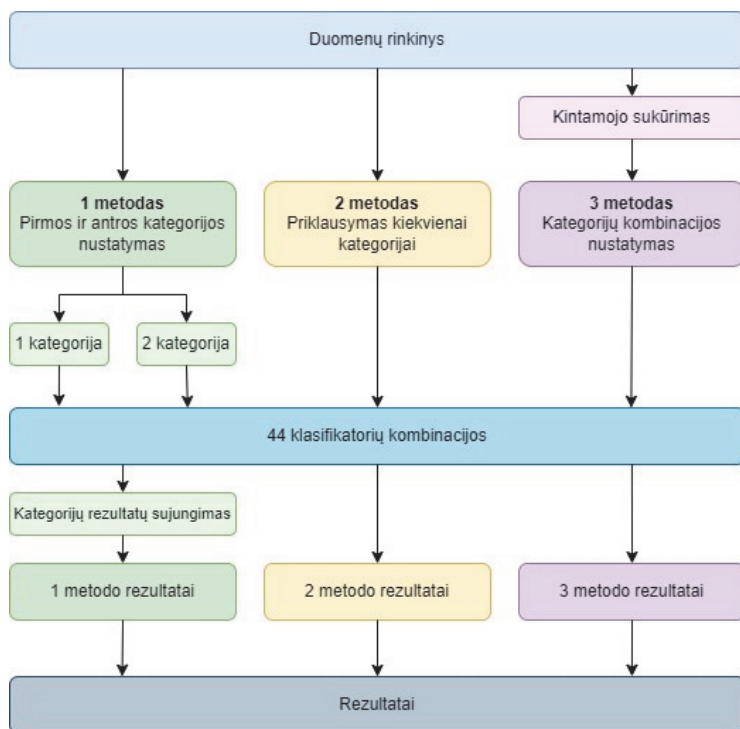 Duomenų rinkinys
Kintamojo sukūrimas
1 metodas
Pirmos ir antros kategorijos
nustatymas
2 metodas
Priklausymas kiekvienai
kategorijai
3 metodas
Kategorijų kombinacijos
nustatymas
1 kategorija
2 kategorija
44 klasifikatorių kombinacijos
Kategorijų rezultatų sujungimas
1 metodo rezultatai
2 metodo rezultatai
3 metodo rezultatai
Rezultatai